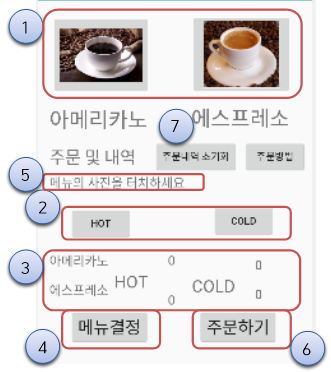 1
아메리카노 7 에스프레소
주문 및 내역 주문내역 초기화 주문방법
5 메뉴의 사진을 터치하세요
2 HOT COLD
3 아메리카노 HOT 0 COLD 0
에스프레소 0 0
4 메뉴결정 주문하기 6